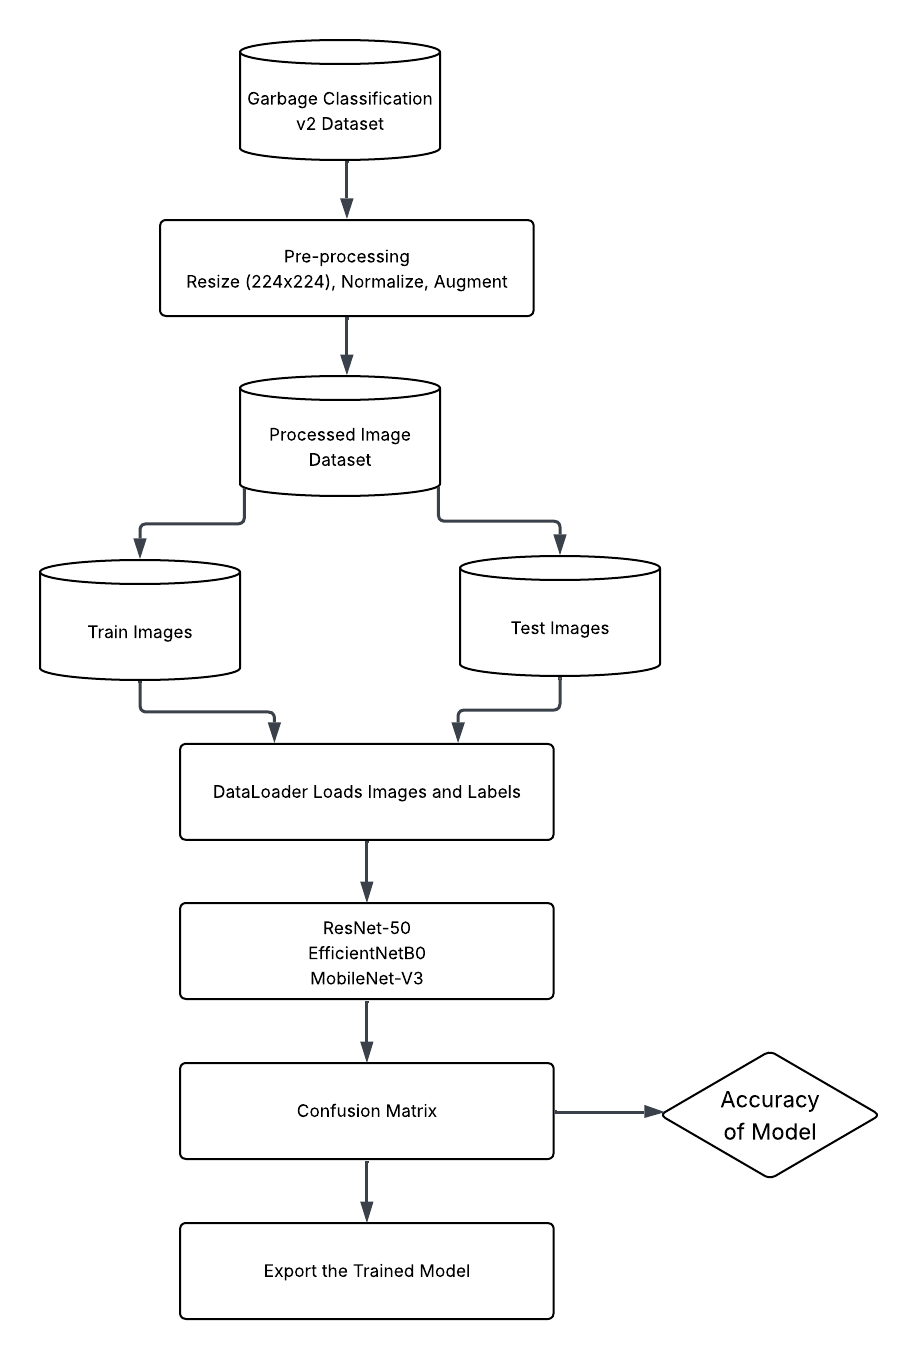 Garbage Classification
v2 Dataset
Pre-processing
Resize (224x224), Normalize, Augment
Processed Image
Dataset
Train Images
Test Images
DataLoader Loads Images and Labels
ResNet-50
EfficientNetB0
MobileNet-V3
Confusion Matrix
Accuracy
of Model
Export the Trained Model